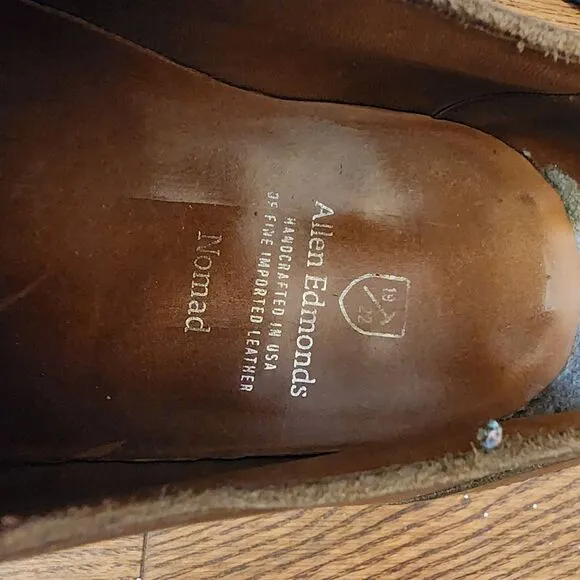 19
22
Allen Edmonds
HANDCRAFTED IN USA
OF FINE IMPORTED LEATHER
Nomad